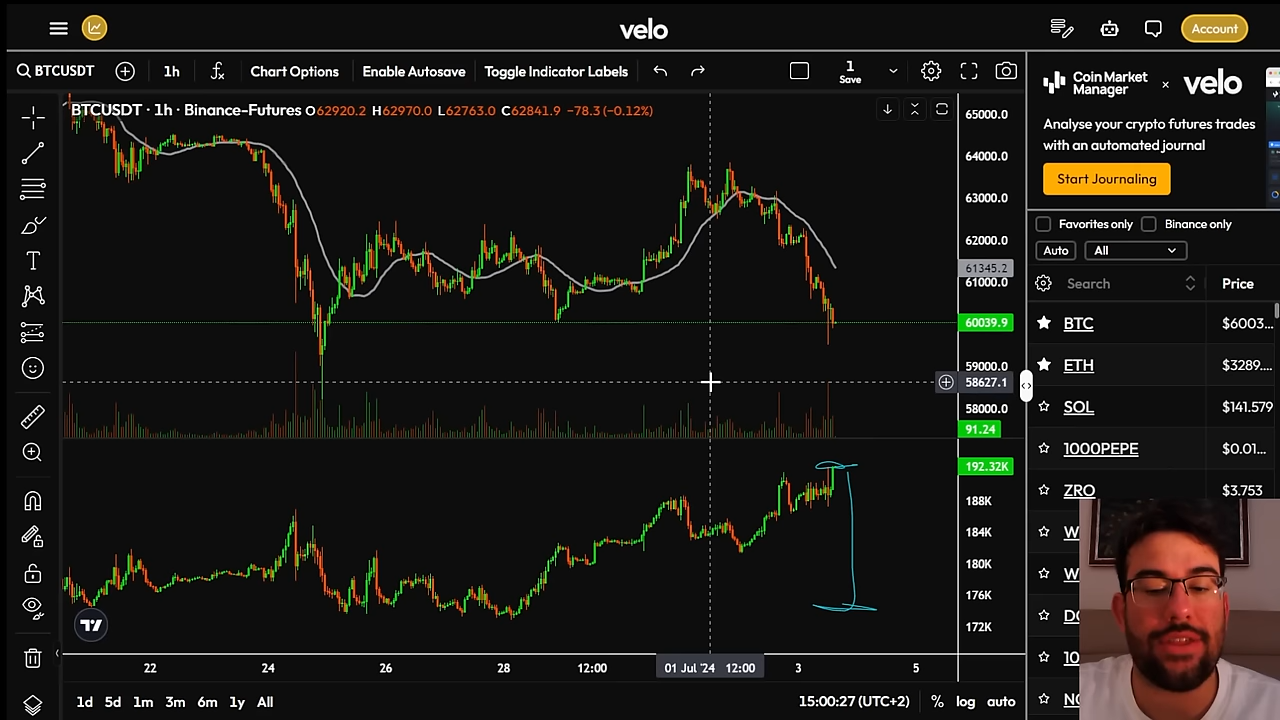 velo
Account
BTCUSDT
1h
Chart Options
Enable Autosave
Toggle Indicator Labels
1
Save
BTCUSDT · 1h · Binance-Futures O62920.2 H62970.0 L62763.0 C62841.9 −78.3 (−0.12%)
65000.0
64000.0
63000.0
62000.0
61345.2
61000.0
60039.9
59000.0
58627.1
58000.0
91.24
192.32K
188K
184K
180K
176K
172K
22
24
26
28
12:00
01 Jul '24 12:00
3
5
1d 5d 1m 3m 6m 1y All
15:00:27 (UTC+2)
% log auto
Coin Market
Manager
x
velo
Analyse your crypto futures trades
with an automated journal
Start Journaling
Favorites only
Binance only
Auto
All
Search
Price
BTC $6003...
ETH $3289....
SOL $141.579
1000PEPE $0.01...
ZRO $3.753
W
W
10